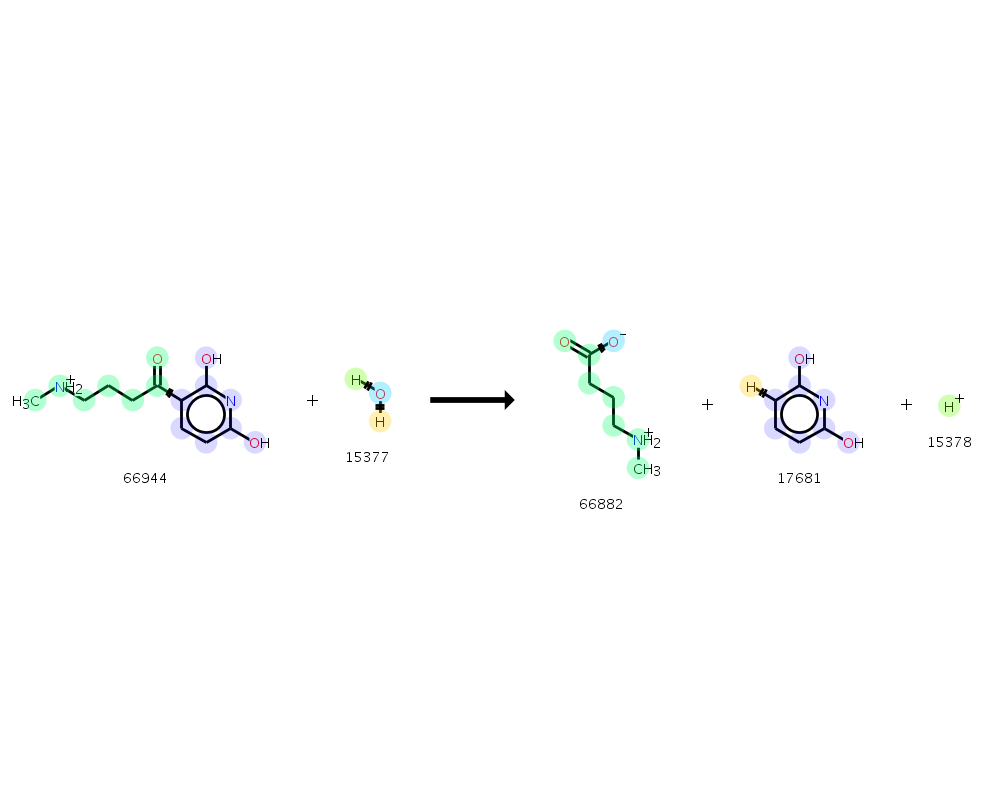 O OH
H3C NH2+ N OH
66944
+
H O H
15377
O O-
NH2+
CH3
66882
+
OH
H N OH
17681
+
H+
15378